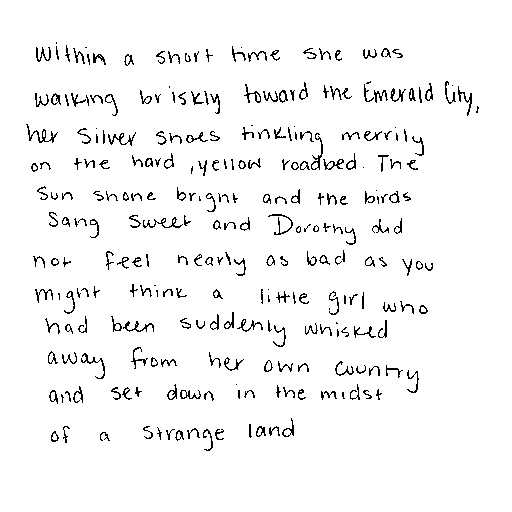 Within a short time she was
walking briskly toward the Emerald City,
her Silver Shoes tinkling merrily
on the hard, yellow roadbed. The
Sun shone bright and the birds
Sang Sweet and Dorothy did
not feel nearly as bad as you
might think a little girl who
had been suddenly whisked
away from her own country
and set down in the midst
of a strange land